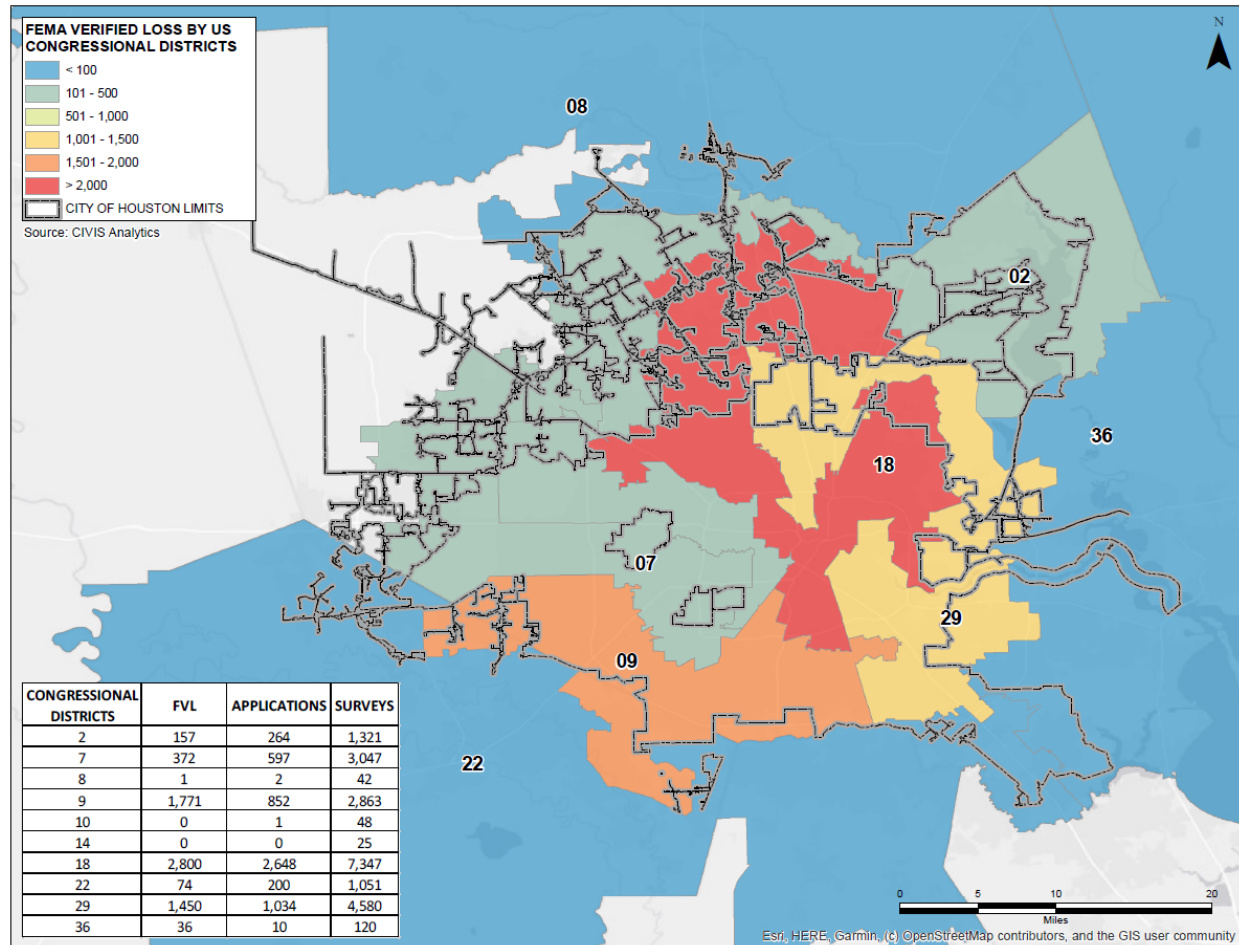 FEMA VERIFIED LOSS BY US
CONGRESSIONAL DISTRICTS
< 100
101 - 500
501 - 1,000
1,001 - 1,500
1,501 - 2,000
> 2,000
CITY OF HOUSTON LIMITS
Source: CIVIS Analytics
N
08
02
36
18
07
29
09
22
CONGRESSIONAL DISTRICTS FVL APPLICATIONS SURVEYS
2 157 264 1,321
7 372 597 3,047
8 1 2 42
9 1,771 852 2,863
10 0 1 48
14 0 0 25
18 2,800 2,648 7,347
22 74 200 1,051
29 1,450 1,034 4,580
36 36 10 120
0 5 10 20
Miles
Esri, HERE, Garmin, (c) OpenStreetMap contributors, and the GIS user community